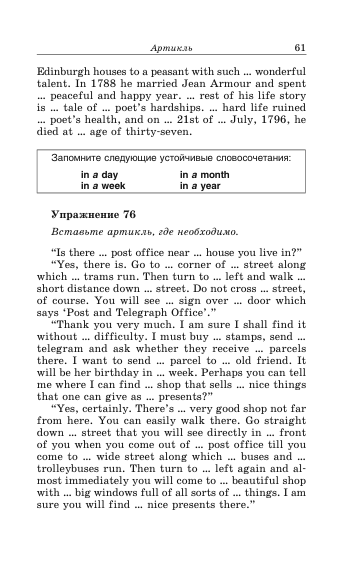 Артикль 61
Edinburgh houses to a peasant with such ... wonderful
talent. In 1788 he married Jean Armour and spent
... peaceful and happy year. ... rest of his life story
is ... tale of ... poet's hardships. ... hard life ruined
... poet's health, and on ... 21st of ... July, 1796, he
died at ... age of thirty-seven.
Запомните следующие устойчивые словосочетания:
in a day in a month
in a week in a year
Упражнение 76
Вставьте артикль, где необходимо.
“Is there ... post office near ... house you live in?”
“Yes, there is. Go to ... corner of ... street along
which ... trams run. Then turn to ... left and walk ...
short distance down ... street. Do not cross ... street,
of course. You will see ... sign over ... door which
says ‘Post and Telegraph Office’.”
“Thank you very much. I am sure I shall find it
without ... difficulty. I must buy ... stamps, send ...
telegram and ask whether they receive ... parcels
there. I want to send ... parcel to ... old friend. It
will be her birthday in ... week. Perhaps you can tell
me where I can find ... shop that sells ... nice things
that one can give as ... presents?”
“Yes, certainly. There's ... very good shop not far
from here. You can easily walk there. Go straight
down ... street that you will see directly in ... front
of you when you come out of ... post office till you
come to ... wide street along which ... buses and ...
trolleybuses run. Then turn to ... left again and al-
most immediately you will come to ... beautiful shop
with ... big windows full of all sorts of ... things. I am
sure you will find ... nice presents there.”